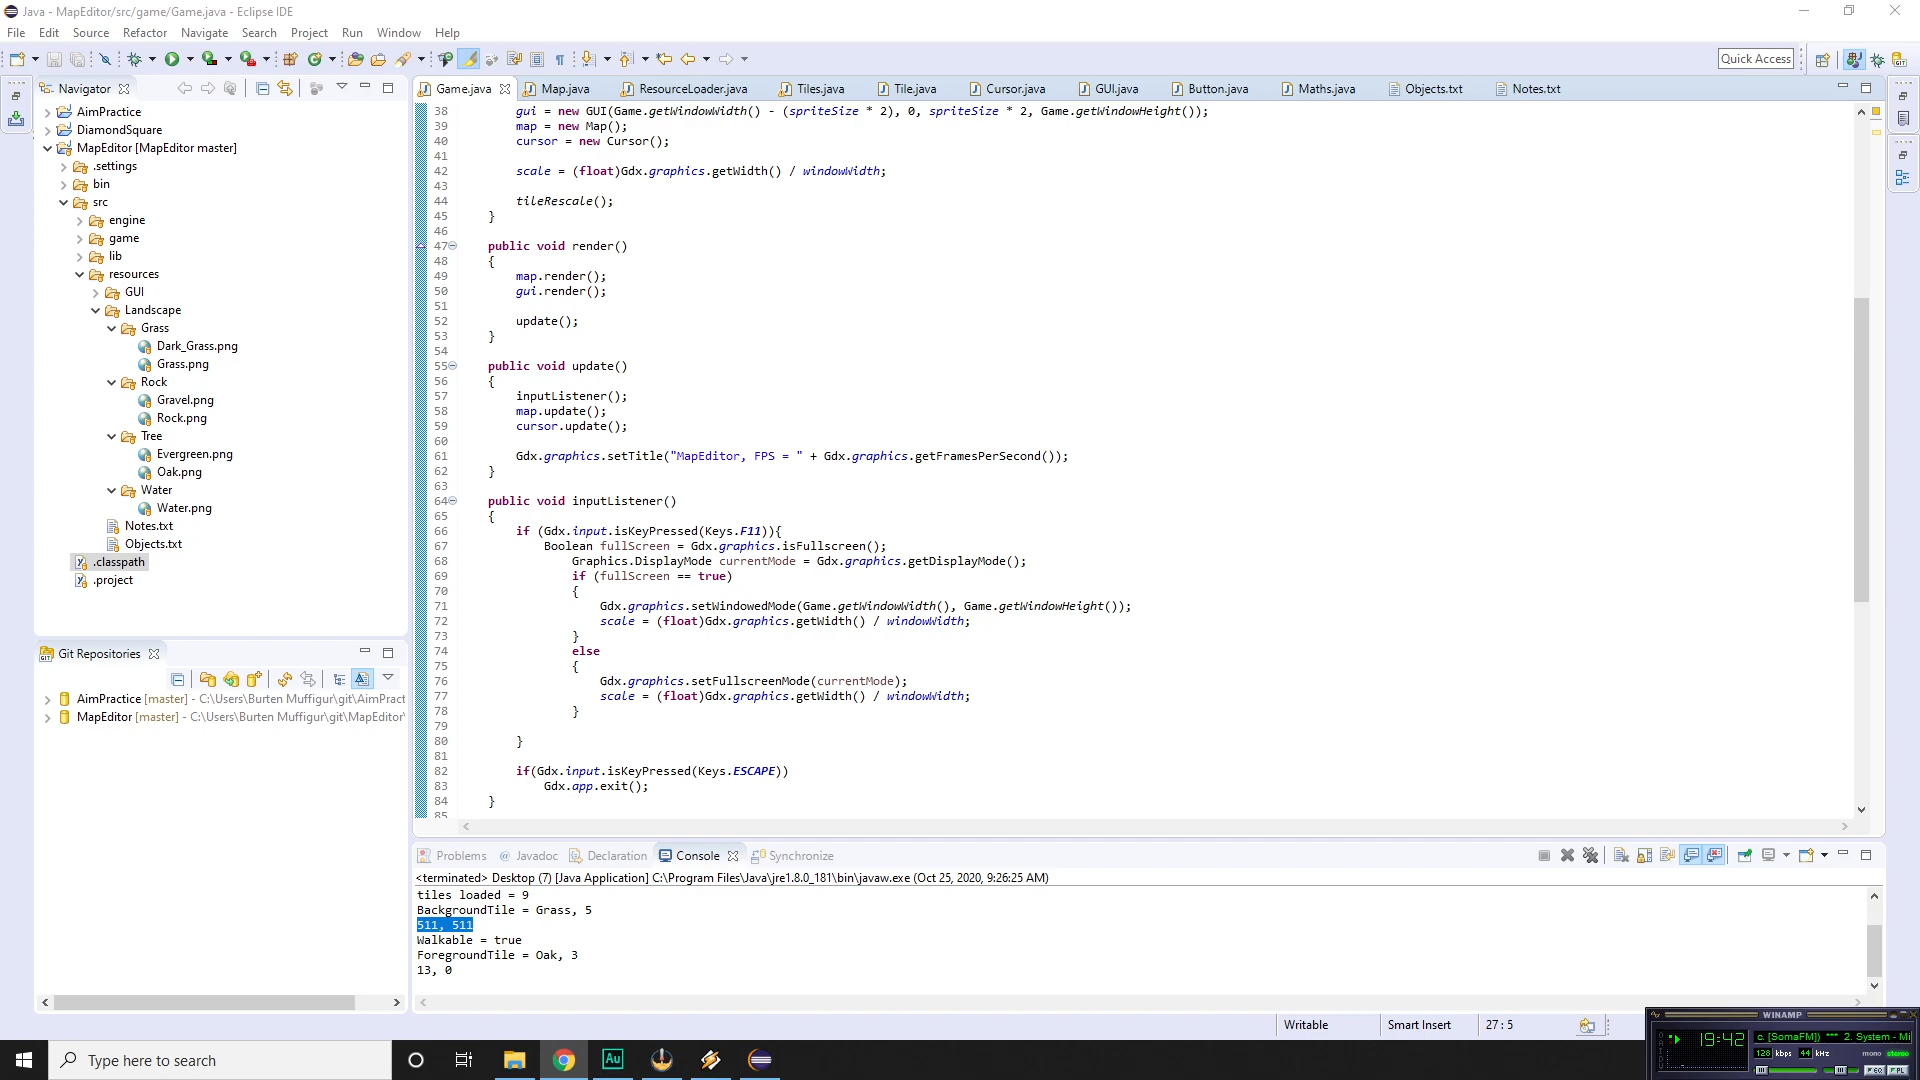 Java - MapEditor/src/game/Game.java - Eclipse IDE
File Edit Source Refactor Navigate Search Project Run Window Help
Quick Access
Navigator
AimPractice
DiamondSquare
MapEditor [MapEditor master]
.settings
bin
src
engine
game
lib
resources
GUI
Landscape
Grass
Dark_Grass.png
Grass.png
Rock
Gravel.png
Rock.png
Tree
Evergreen.png
Oak.png
Water
Water.png
Notes.txt
Objects.txt
.classpath
.project
Git Repositories
AimPractice [master] - C:\Users\Burten Muffigur\git\AimPract
MapEditor [master] - C:\Users\Burten Muffigur\git\MapEditor\
Game.java Map.java ResourceLoader.java Tiles.java Tile.java Cursor.java GUI.java Button.java Maths.java Objects.txt Notes.txt
38 gui = new GUI(Game.getWindowWidth() - (spriteSize * 2), 0, spriteSize * 2, Game.getWindowHeight());
39 map = new Map();
40 cursor = new Cursor();
41
42 scale = (float)Gdx.graphics.getWidth() / windowWidth;
43
44 tileRescale();
45 }
46
47 public void render()
48 {
49 map.render();
50 gui.render();
51
52 update();
53 }
54
55 public void update()
56 {
57 inputListener();
58 map.update();
59 cursor.update();
60
61 Gdx.graphics.setTitle("MapEditor, FPS = " + Gdx.graphics.getFramesPerSecond());
62 }
63
64 public void inputListener()
65 {
66 if (Gdx.input.isKeyPressed(Keys.F11)){
67 Boolean fullScreen = Gdx.graphics.isFullscreen();
68 Graphics.DisplayMode currentMode = Gdx.graphics.getDisplayMode();
69 if (fullScreen == true)
70 {
71 Gdx.graphics.setWindowedMode(Game.getWindowWidth(), Game.getWindowHeight());
72 scale = (float)Gdx.graphics.getWidth() / windowWidth;
73 }
74 else
75 {
76 Gdx.graphics.setFullscreenMode(currentMode);
77 scale = (float)Gdx.graphics.getWidth() / windowWidth;
78 }
79
80 }
81
82 if(Gdx.input.isKeyPressed(Keys.ESCAPE))
83 Gdx.app.exit();
84 }
85
Problems Javadoc Declaration Console Synchronize
<terminated> Desktop (7) [Java Application] C:\Program Files\Java\jre1.8.0_181\bin\javaw.exe (Oct 25, 2020, 9:26:25 AM)
tiles loaded = 9
BackgroundTile = Grass, 5
511, 511
Walkable = true
ForegroundTile = Oak, 3
13, 0
Writable Smart Insert 27 : 5
WINAMP
19:42 c. [SomaFM]) *** 2. System - Mi
128 kbps 44 kHz mono stereo
EQ PL
Type here to search
Au